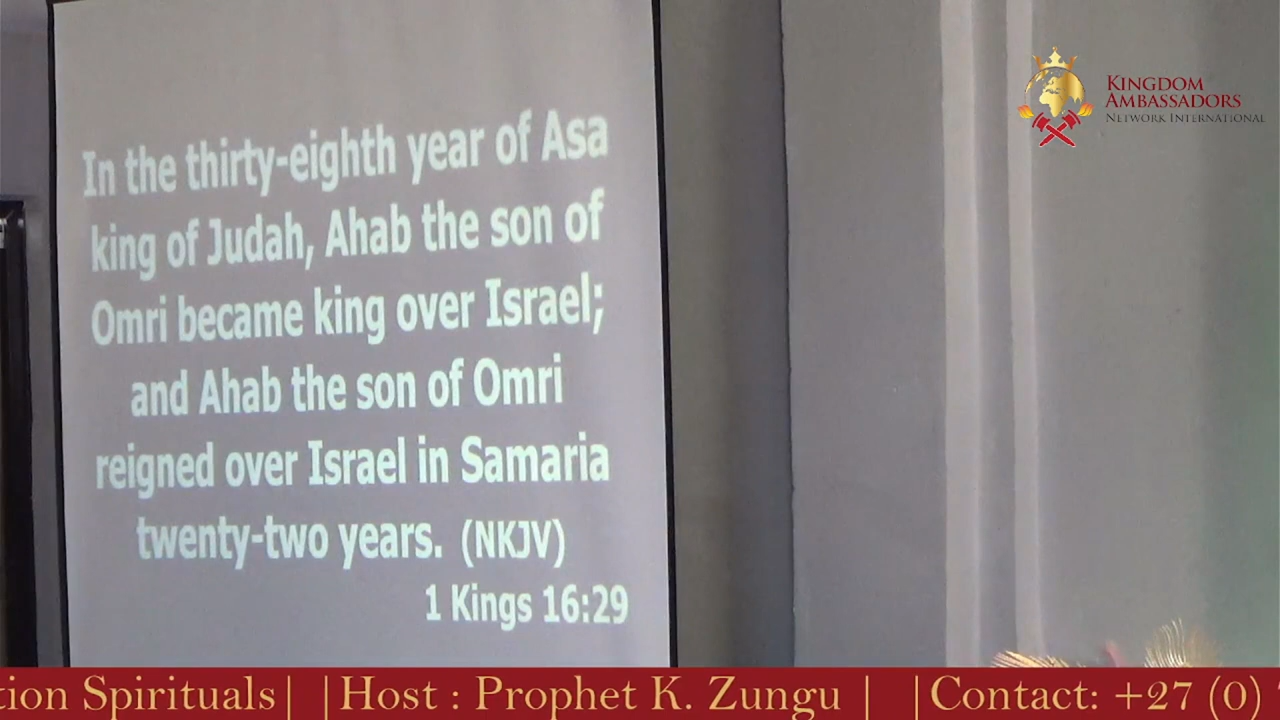 In the thirty-eighth year of Asa
king of Judah, Ahab the son of
Omri became king over Israel;
and Ahab the son of Omri
reigned over Israel in Samaria
twenty-two years. (NKJV)
1 Kings 16:29
KINGDOM
AMBASSADORS
NETWORK INTERNATIONAL
tion Spirituals| |Host : Prophet K. Zungu | |Contact: +27 (0)